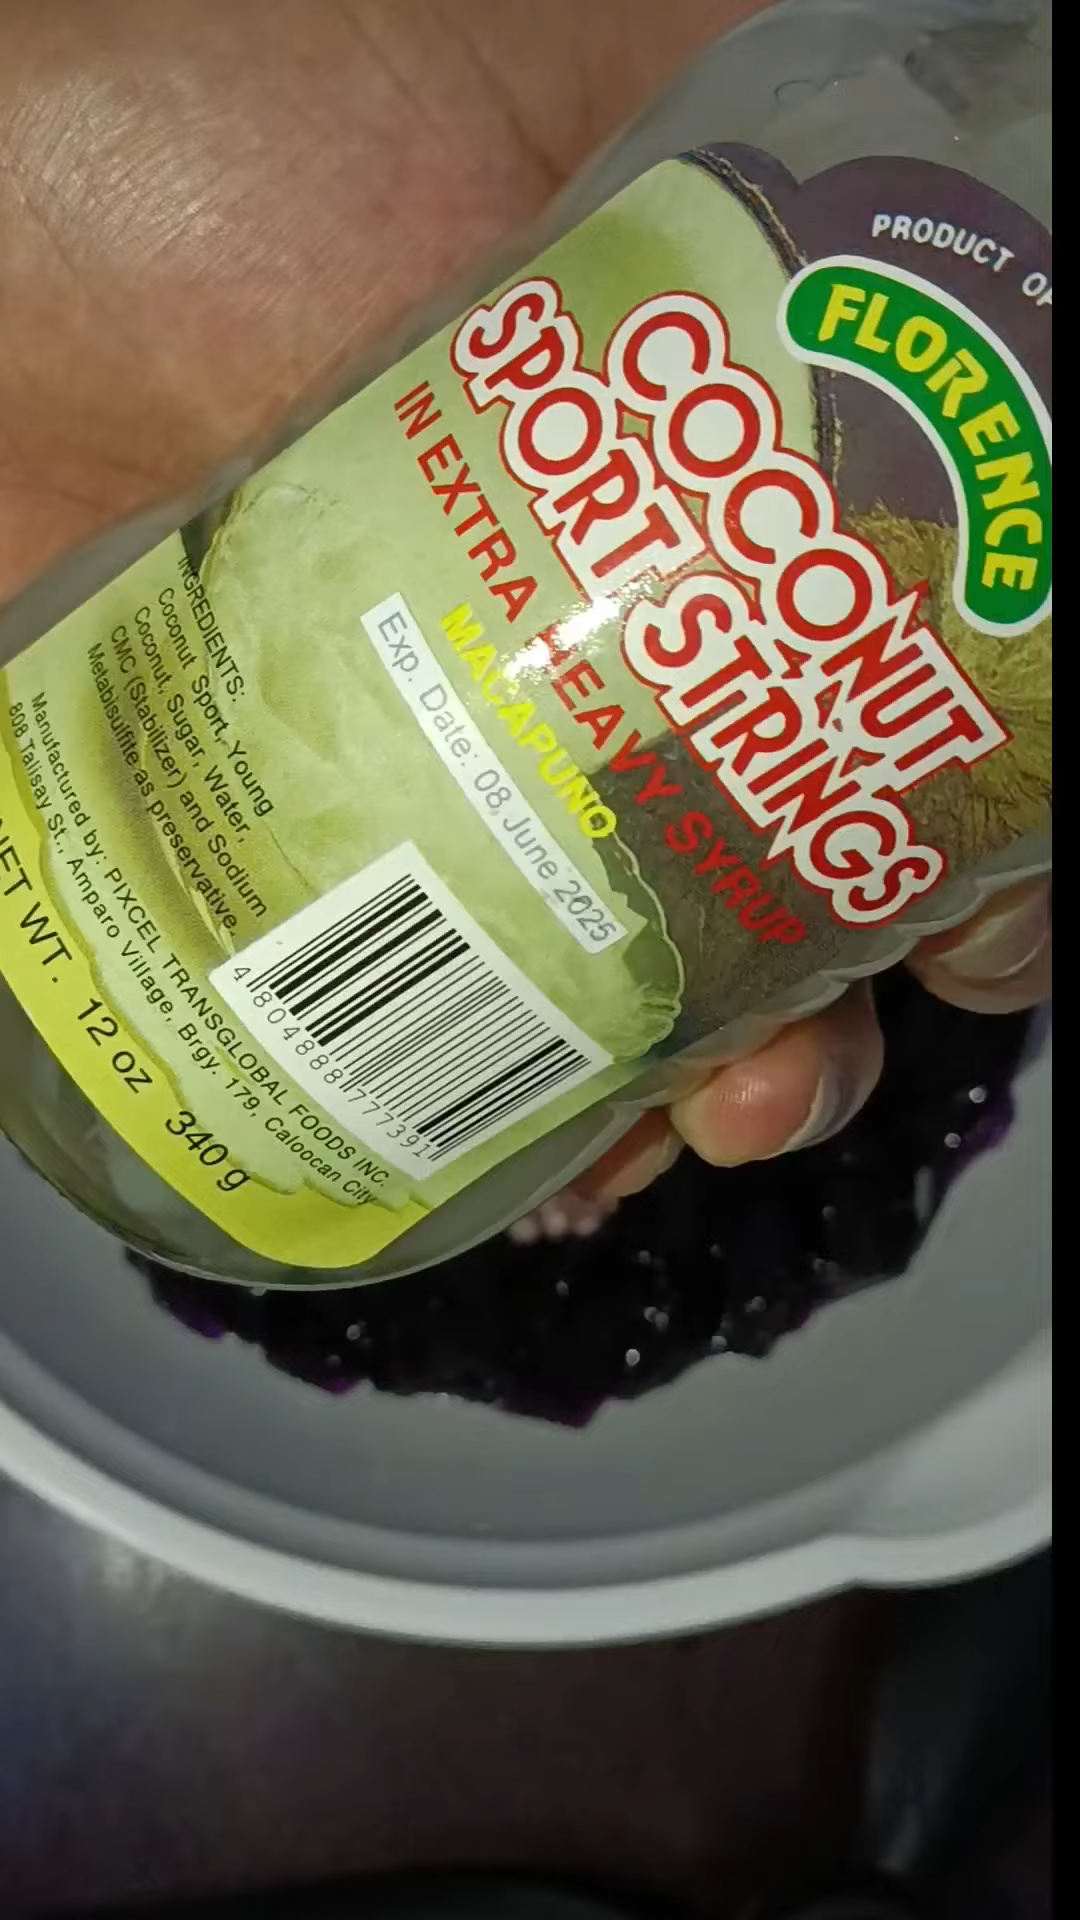 PRODUCT OF
FLORENCE
COCONUT
SPORT STRINGS
IN EXTRA HEAVY SYRUP
MACAPUNO
Exp. Date: 08, June 2025
INGREDIENTS:
Coconut Sport, Young
Coconut, Sugar, Water,
CMC (Stabilizer) and Sodium
Metabisulfite as preservative.
Manufactured by: PIXCEL TRANSGLOBAL FOODS INC.
808 Talisay St., Amparo Village, Brgy. 179, Caloocan City
NET WT. 12 OZ 340 g
4 804888 777391